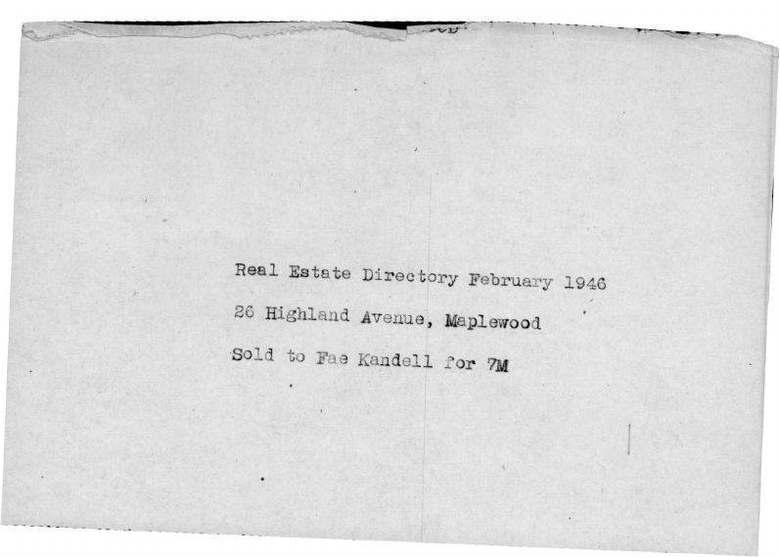 Real Estate Directory February 1946
26 Highland Avenue, Maplewood
Sold to Fae Kandell for 7M